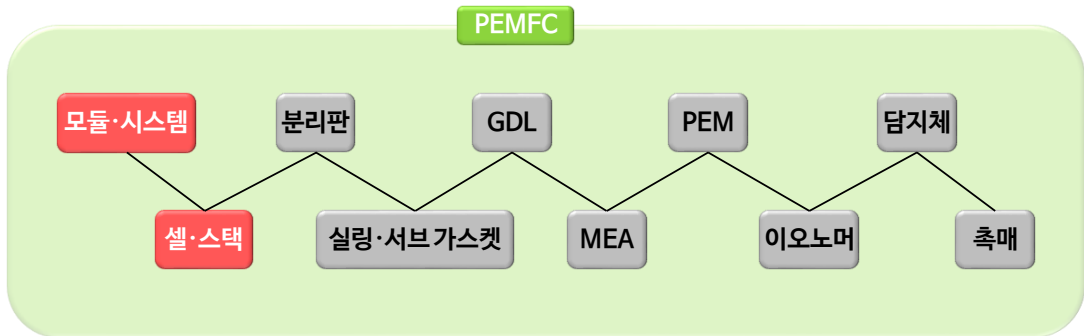 PEMFC
모듈·시스템
분리판
GDL
PEM
담지체
셀·스택
실링·서브 가스켓
MEA
이오노머
촉매